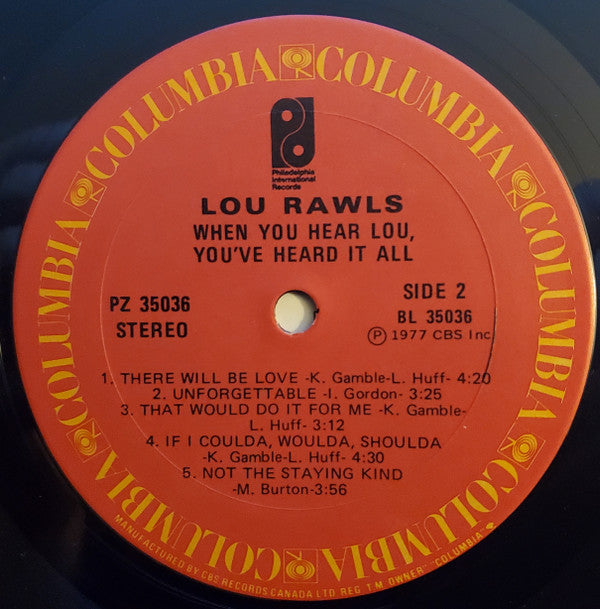 COLUMBIA COLUMBIA COLUMBIA COLUMBIA COLUMBIA COLUMBIA COLUMBIA COLUMBIA
Philadelphia
International
Records
LOU RAWLS
WHEN YOU HEAR LOU,
YOU'VE HEARD IT ALL
PZ 35036
STEREO
SIDE 2
BL 35036
Ⓟ 1977 CBS Inc.
1. THERE WILL BE LOVE -K. Gamble-L. Huff- 4:20
2. UNFORGETTABLE -I. Gordon- 3:25
3. THAT WOULD DO IT FOR ME -K. Gamble-
L. Huff- 3:12
4. IF I COULDA, WOULDA, SHOULDA
-K. Gamble-L. Huff- 4:30
5. NOT THE STAYING KIND
-M. Burton-3:56
MANUFACTURED BY CBS RECORDS CANADA LTD REG. T.M. OWNER "COLUMBIA"